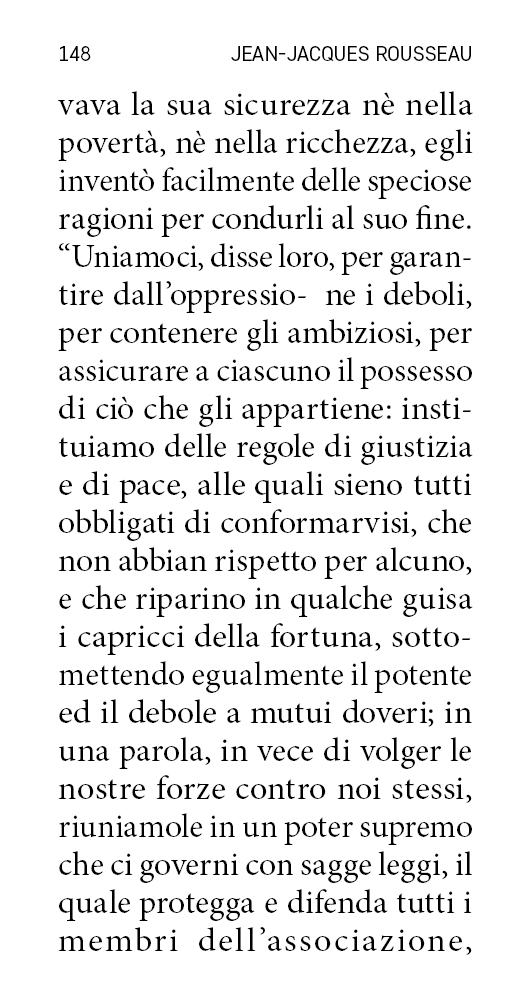 148 JEAN-JACQUES ROUSSEAU
vava la sua sicurezza nè nella
povertà, nè nella ricchezza, egli
inventò facilmente delle speciose
ragioni per condurli al suo fine.
“Uniamoci, disse loro, per garan-
tire dall’oppressio- ne i deboli,
per contenere gli ambiziosi, per
assicurare a ciascuno il possesso
di ciò che gli appartiene: insti-
tuiamo delle regole di giustizia
e di pace, alle quali sieno tutti
obbligati di conformarvisi, che
non abbian rispetto per alcuno,
e che riparino in qualche guisa
i capricci della fortuna, sotto-
mettendo egualmente il potente
ed il debole a mutui doveri; in
una parola, in vece di volger le
nostre forze contro noi stessi,
riuniamole in un poter supremo
che ci governi con sagge leggi, il
quale protegga e difenda tutti i
membri dell’associazione,